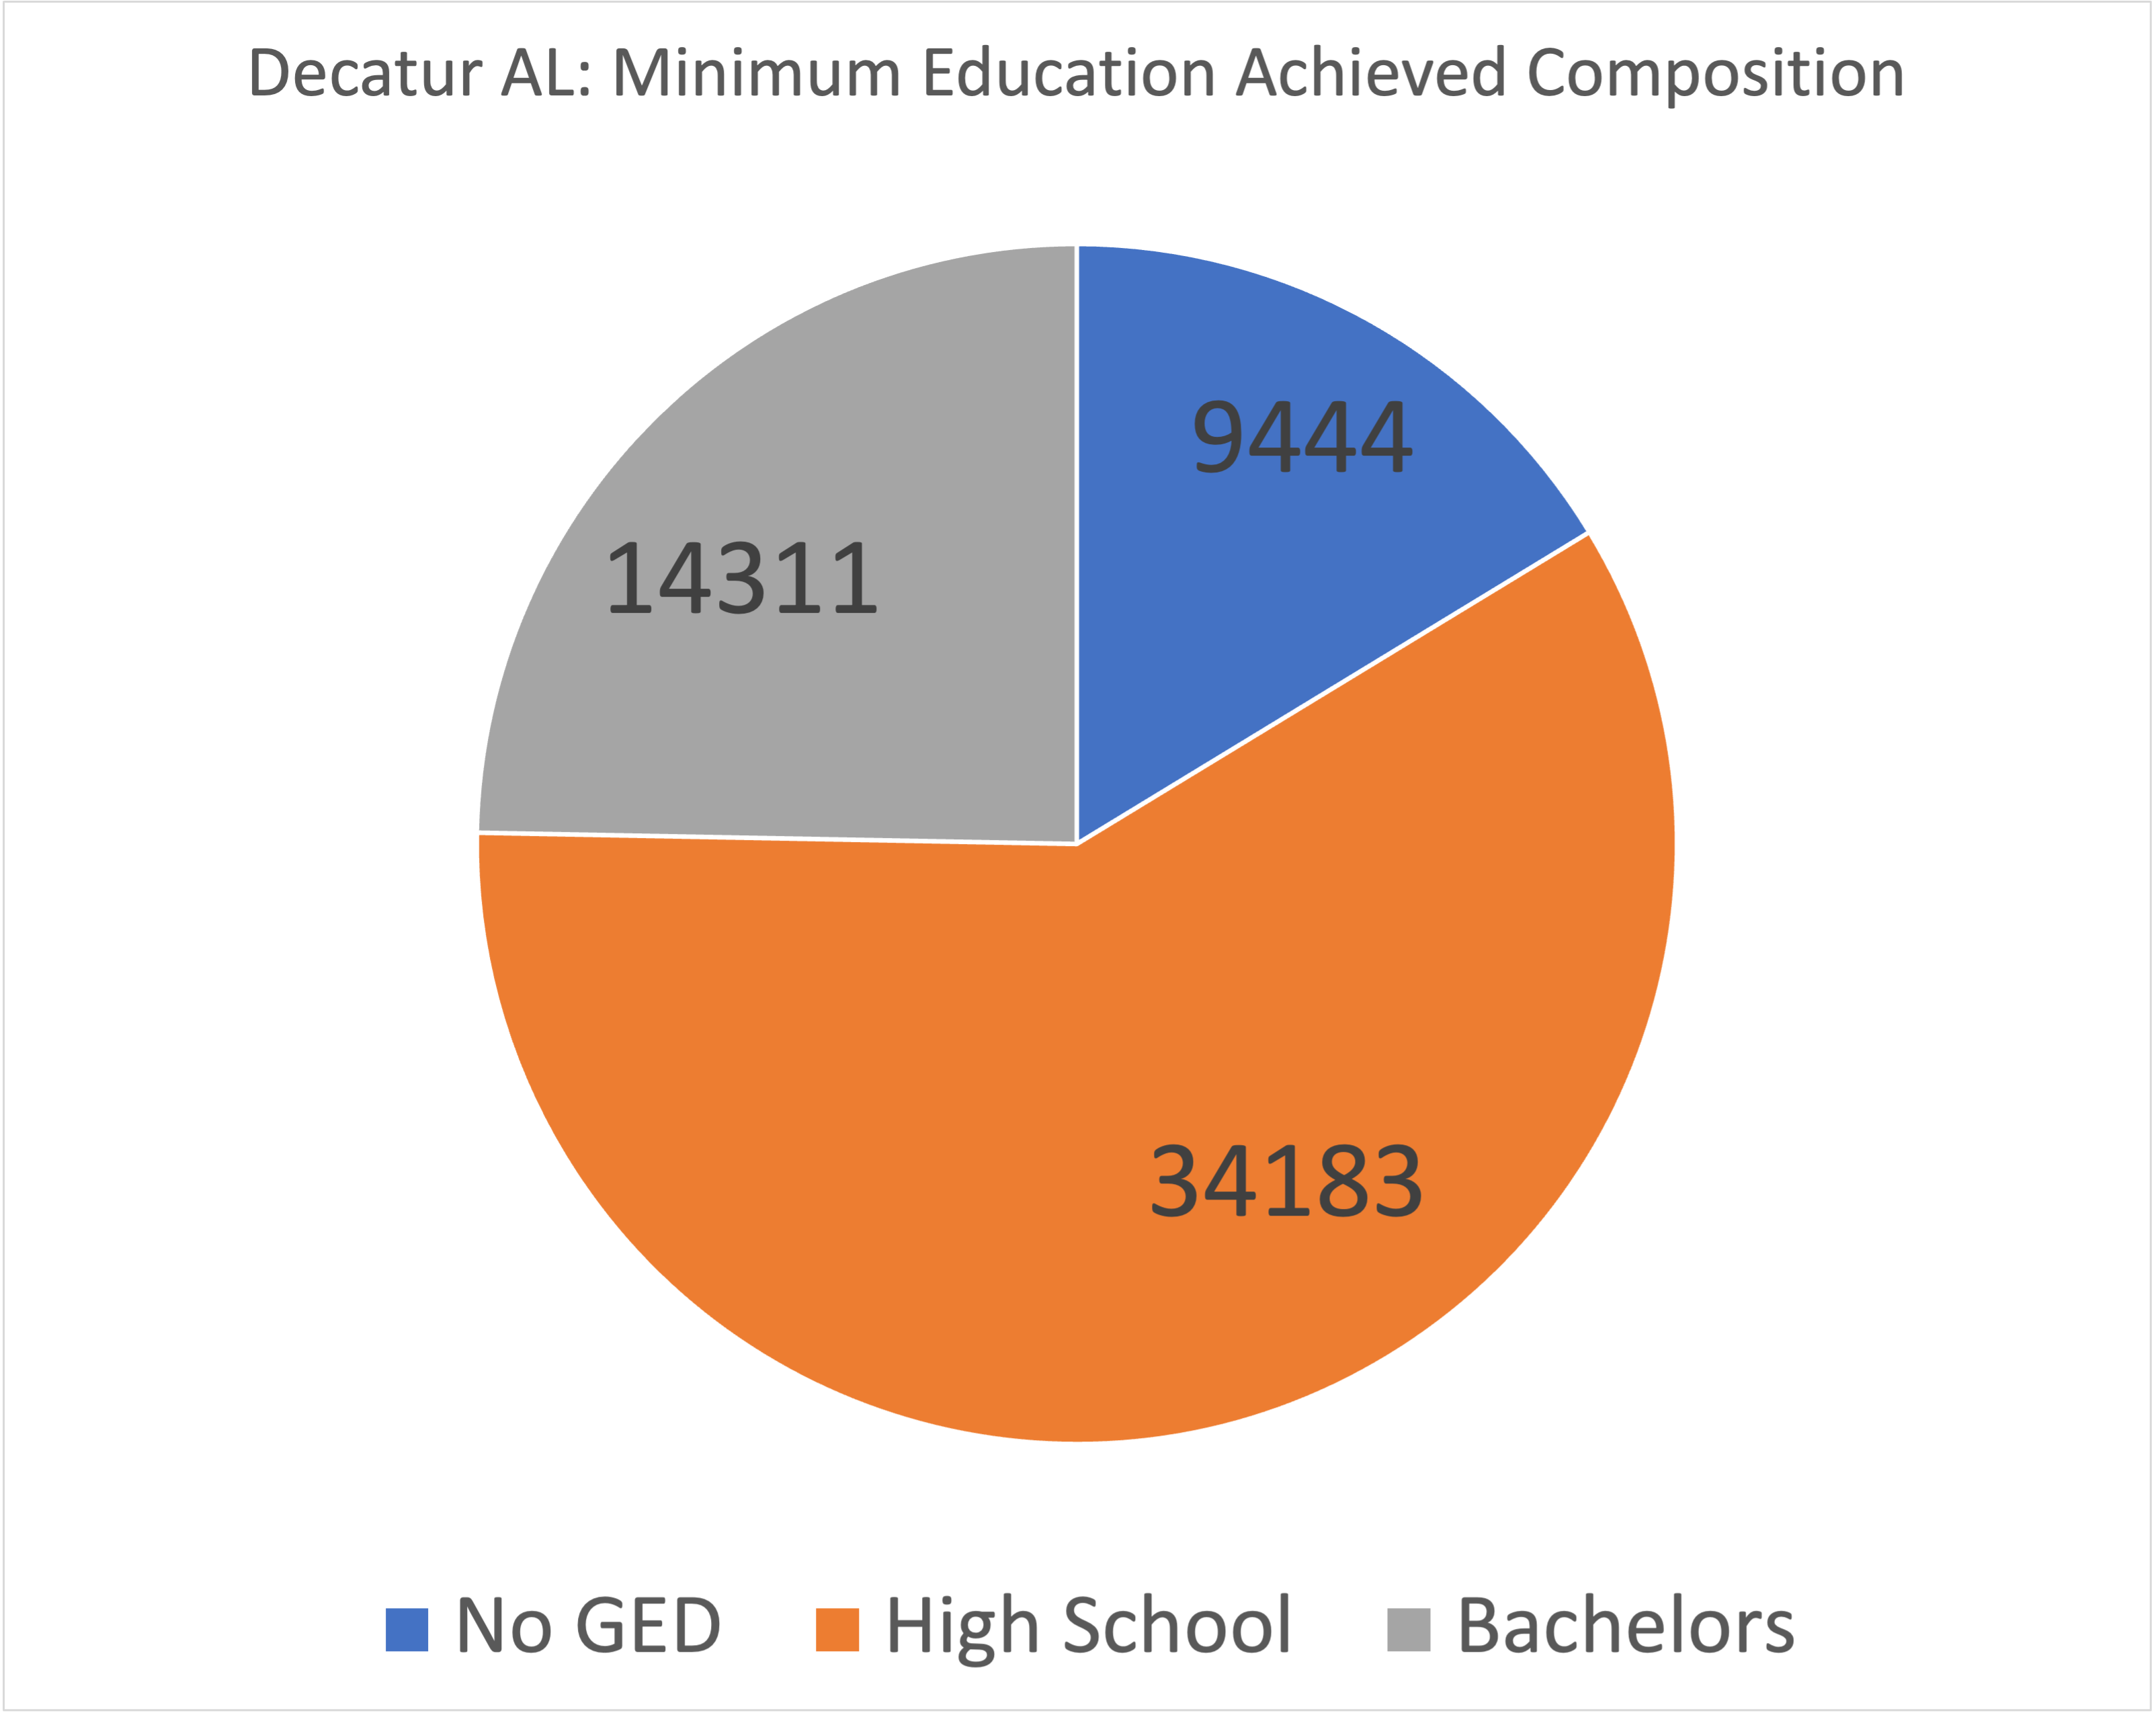 Decatur AL: Minimum Education Achieved Composition
9444
14311
34183
No GED
High School
Bachelors